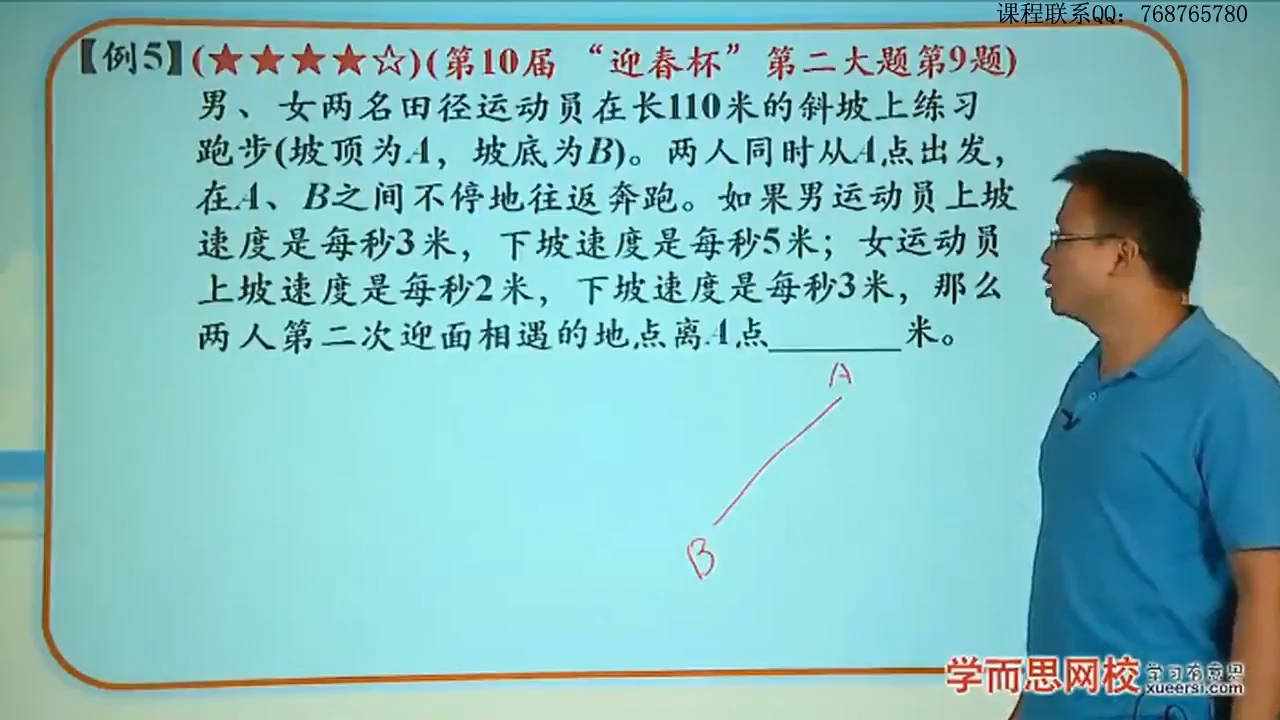 课程联系QQ：768765780
【例5】(★★★★☆)(第10届“迎春杯”第二大题第9题)
男、女两名田径运动员在长110米的斜坡上练习
跑步(坡顶为A，坡底为B)。两人同时从A点出发，
在A、B之间不停地往返奔跑。如果男运动员上坡
速度是每秒3米，下坡速度是每秒5米；女运动员
上坡速度是每秒2米，下坡速度是每秒3米，那么
两人第二次迎面相遇的地点离A点______米。
A
B
学而思网校
学习有意思
xueersi.com